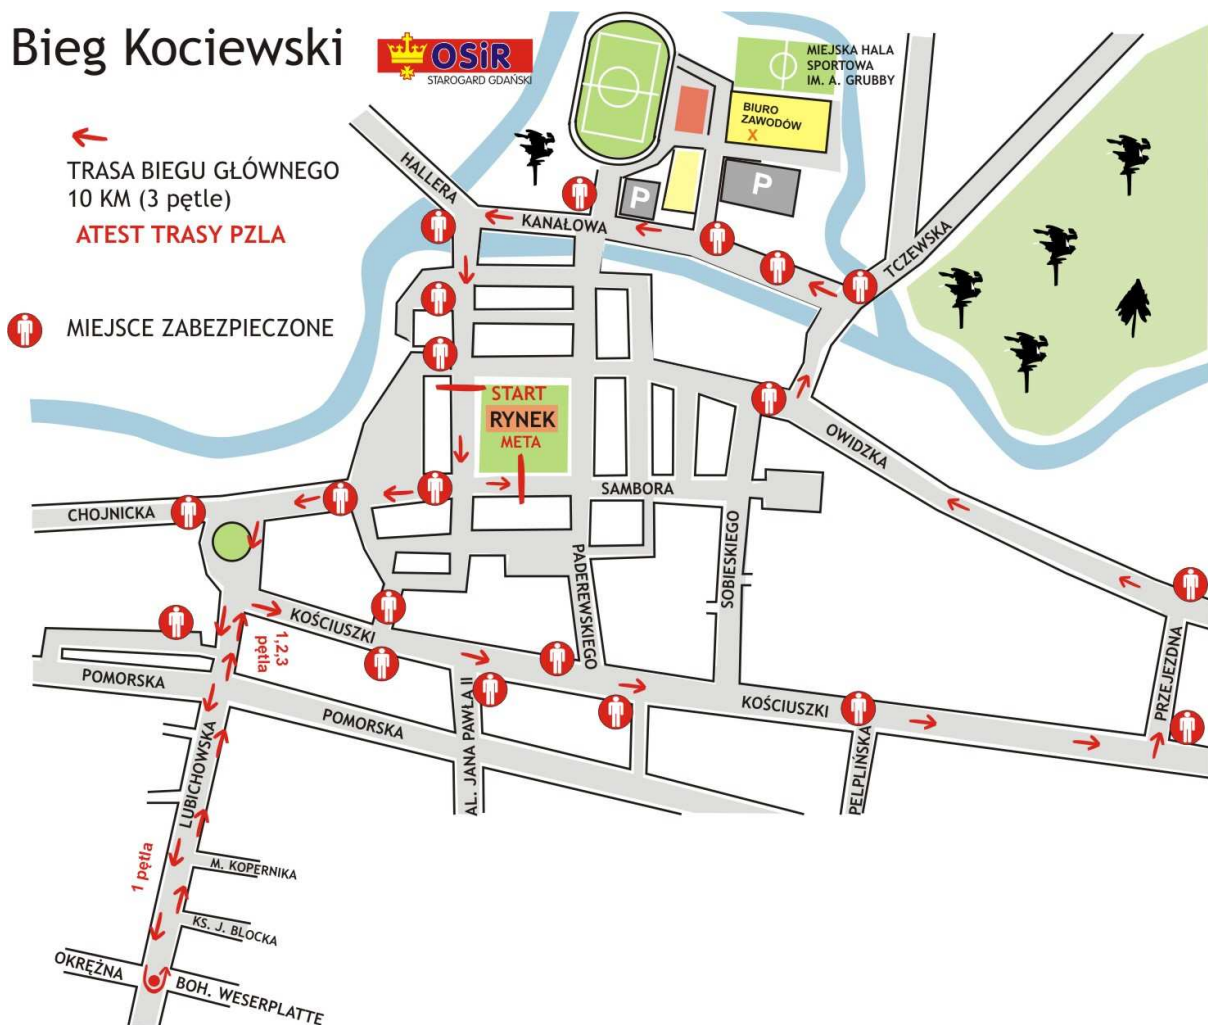 Bieg Kociewski
OSiR
STAROGARD GDAŃSKI
TRASA BIEGU GŁÓWNEGO
10 KM (3 pętle)
ATEST TRASY PZLA
MIEJSCE ZABEZPIECZONE
MIEJSKA HALA
SPORTOWA
IM. A. GRUBBY
BIURO
ZAWODÓW
X
P
P
HALLERA
KANAŁOWA
TCZEWSKA
START
RYNEK
META
OWIDZKA
SAMBORA
CHOJNICKA
PADEREWSKIEGO
SOBIESKIEGO
KOŚCIUSZKI
1,2,3
pętla
POMORSKA
POMORSKA
AL. JANA PAWŁA II
KOŚCIUSZKI
PELPLIŃSKA
PRZEJEZDNA
LUBICHOWSKA
1 pętla
M. KOPERNIKA
KS. J. BLOCKA
OKRĘŻNA
BOH. WESERPLATTE